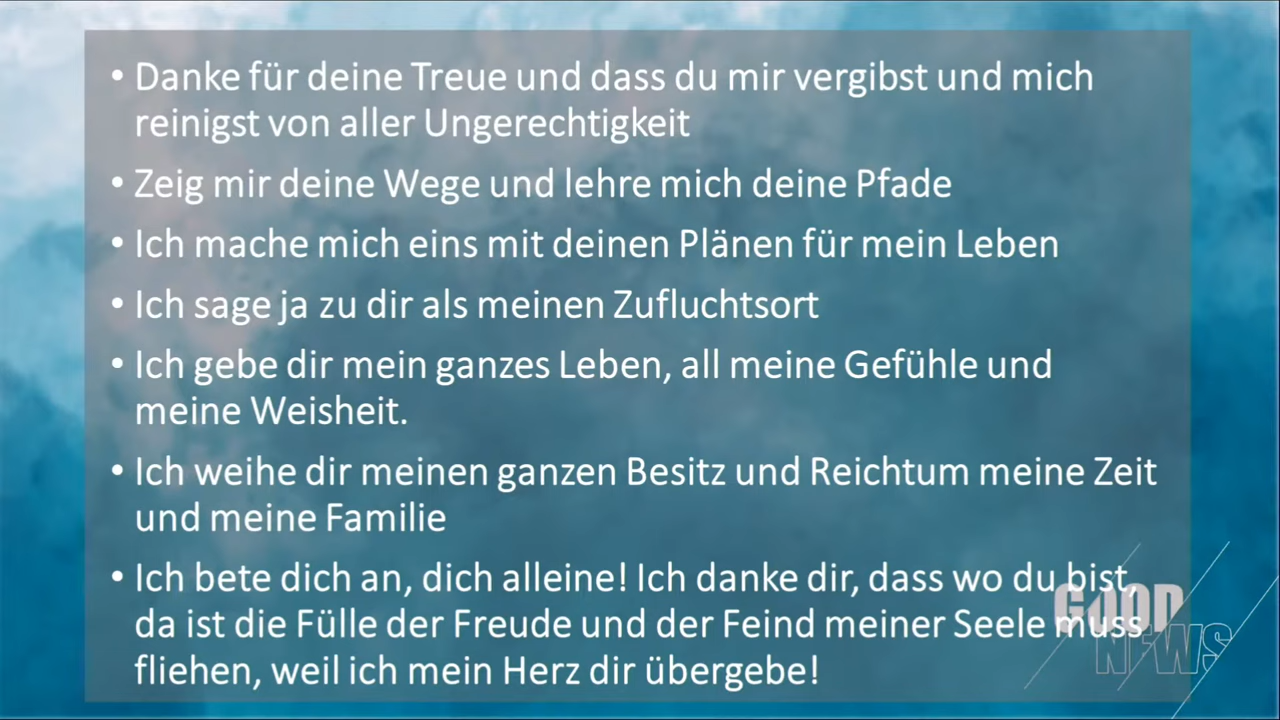 • Danke für deine Treue und dass du mir vergibst und mich
reinigst von aller Ungerechtigkeit
• Zeig mir deine Wege und lehre mich deine Pfade
• Ich mache mich eins mit deinen Plänen für mein Leben
• Ich sage ja zu dir als meinen Zufluchtsort
• Ich gebe dir mein ganzes Leben, all meine Gefühle und
meine Weisheit.
• Ich weihe dir meinen ganzen Besitz und Reichtum meine Zeit
und meine Familie
• Ich bete dich an, dich alleine! Ich danke dir, dass wo du bist,
da ist die Fülle der Freude und der Feind meiner Seele muss
fliehen, weil ich mein Herz dir übergebe!
GOOD
NEWS